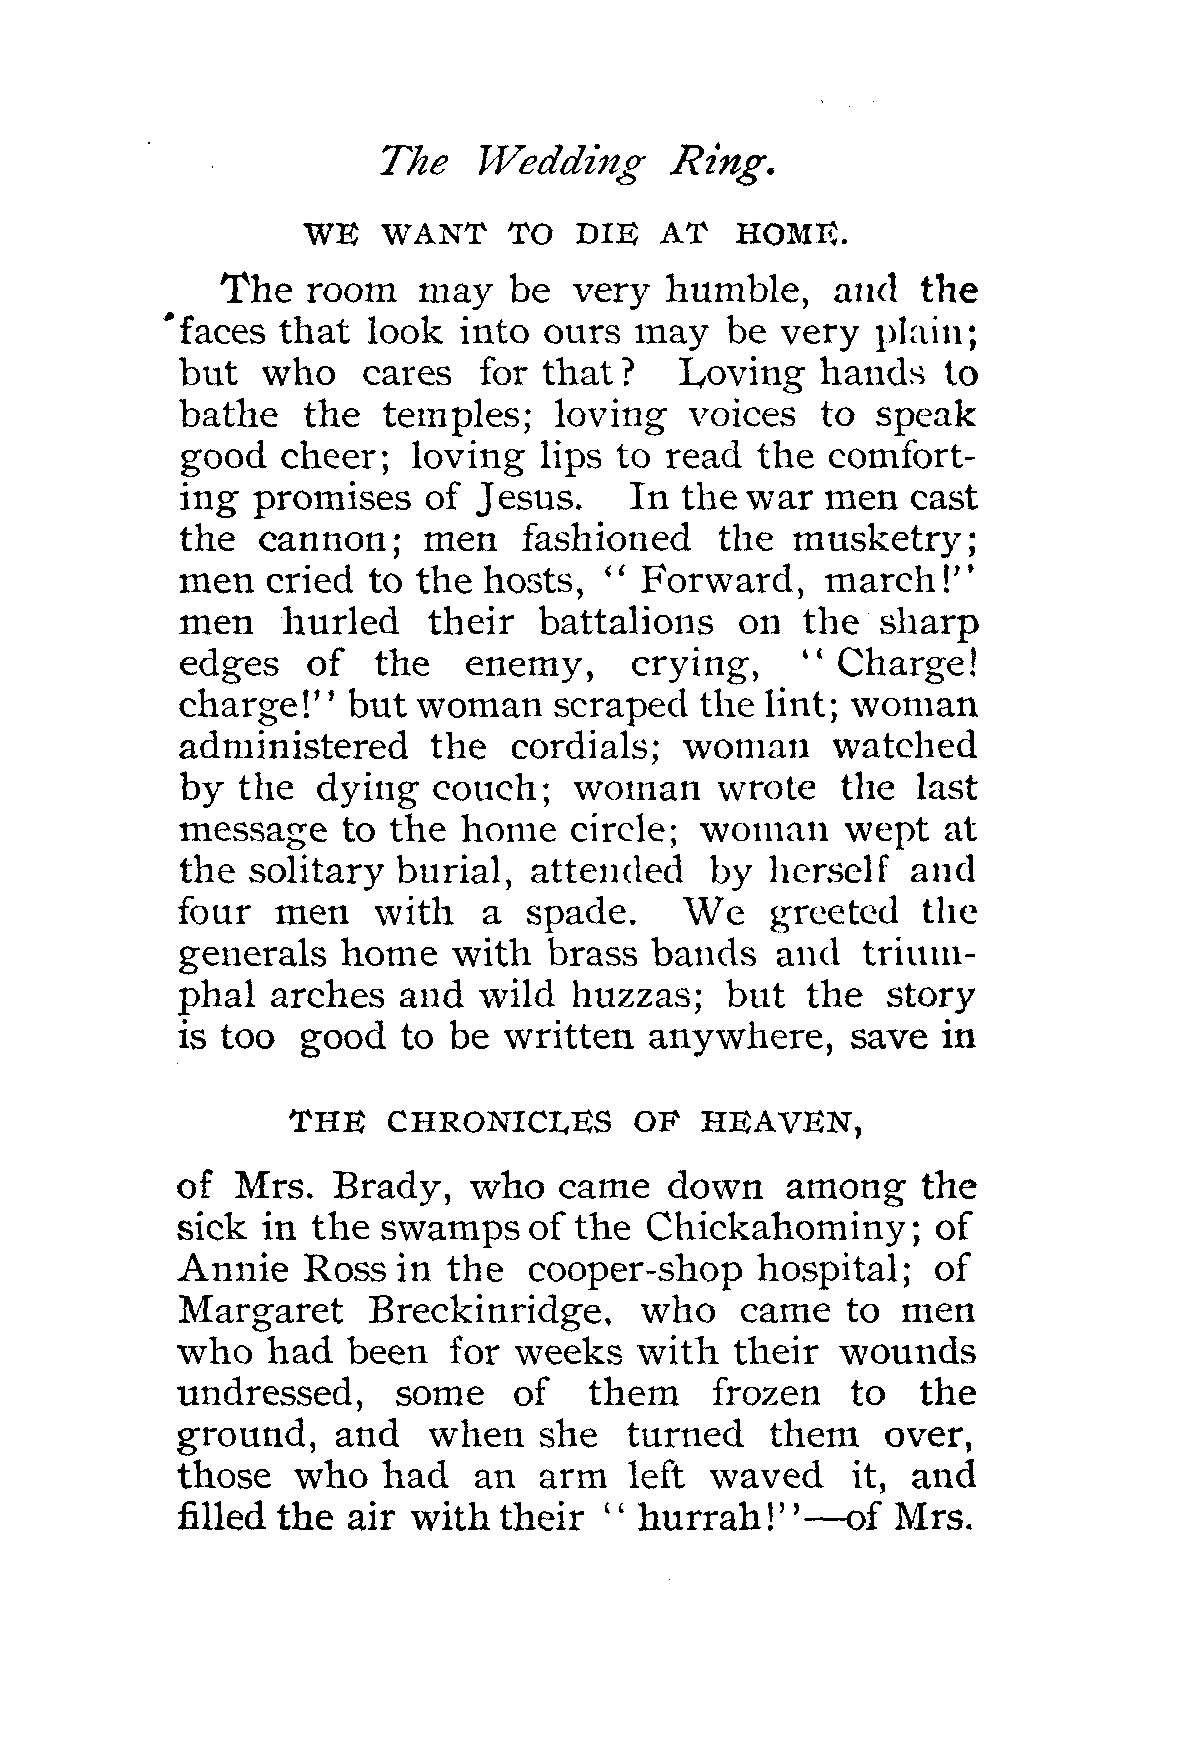 The Wedding Ring.
WE WANT TO DIE AT HOME.
The room may be very humble, and the
faces that look into ours may be very plain;
but who cares for that? Loving hands to
bathe the temples; loving voices to speak
good cheer; loving lips to read the comfort-
ing promises of Jesus. In the war men cast
the cannon; men fashioned the musketry;
men cried to the hosts, "Forward, march!"
men hurled their battalions on the sharp
edges of the enemy, crying, "Charge!
charge!" but woman scraped the lint; woman
administered the cordials; woman watched
by the dying couch; woman wrote the last
message to the home circle; woman wept at
the solitary burial, attended by herself and
four men with a spade. We greeted the
generals home with brass bands and trium-
phal arches and wild huzzas; but the story
is too good to be written anywhere, save in
THE CHRONICLES OF HEAVEN,
of Mrs. Brady, who came down among the
sick in the swamps of the Chickahominy; of
Annie Ross in the cooper-shop hospital; of
Margaret Breckinridge, who came to men
who had been for weeks with their wounds
undressed, some of them frozen to the
ground, and when she turned them over,
those who had an arm left waved it, and
filled the air with their "hurrah!"—of Mrs.